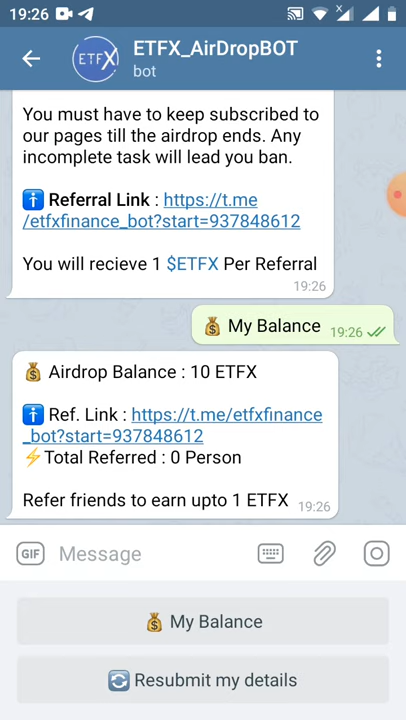 19:26
ETFX_AirDropBOT
bot
ETFX
You must have to keep subscribed to
our pages till the airdrop ends. Any
incomplete task will lead you ban.
Referral Link : https://t.me
/etfxfinance_bot?start=937848612
You will recieve 1 $ETFX Per Referral
19:26
💰 My Balance 19:26
💰 Airdrop Balance : 10 ETFX
Ref. Link : https://t.me/etfxfinance
_bot?start=937848612
⚡Total Referred : 0 Person
Refer friends to earn upto 1 ETFX 19:26
GIF Message
💰 My Balance
🔄 Resubmit my details